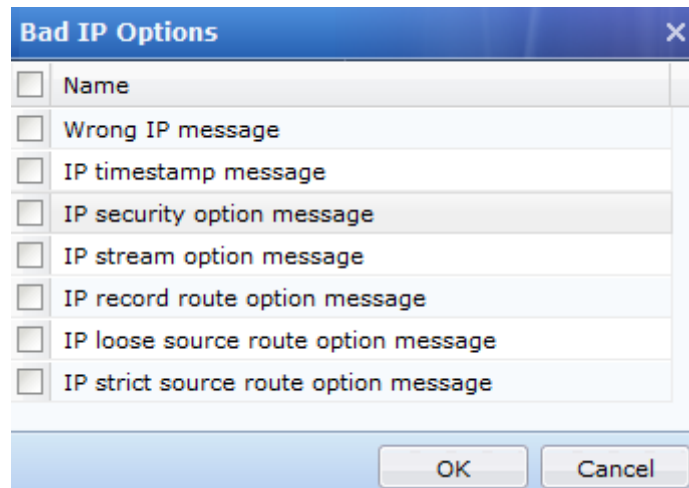 Bad IP Options
Name
Wrong IP message
IP timestamp message
IP security option message
IP stream option message
IP record route option message
IP loose source route option message
IP strict source route option message
OK Cancel